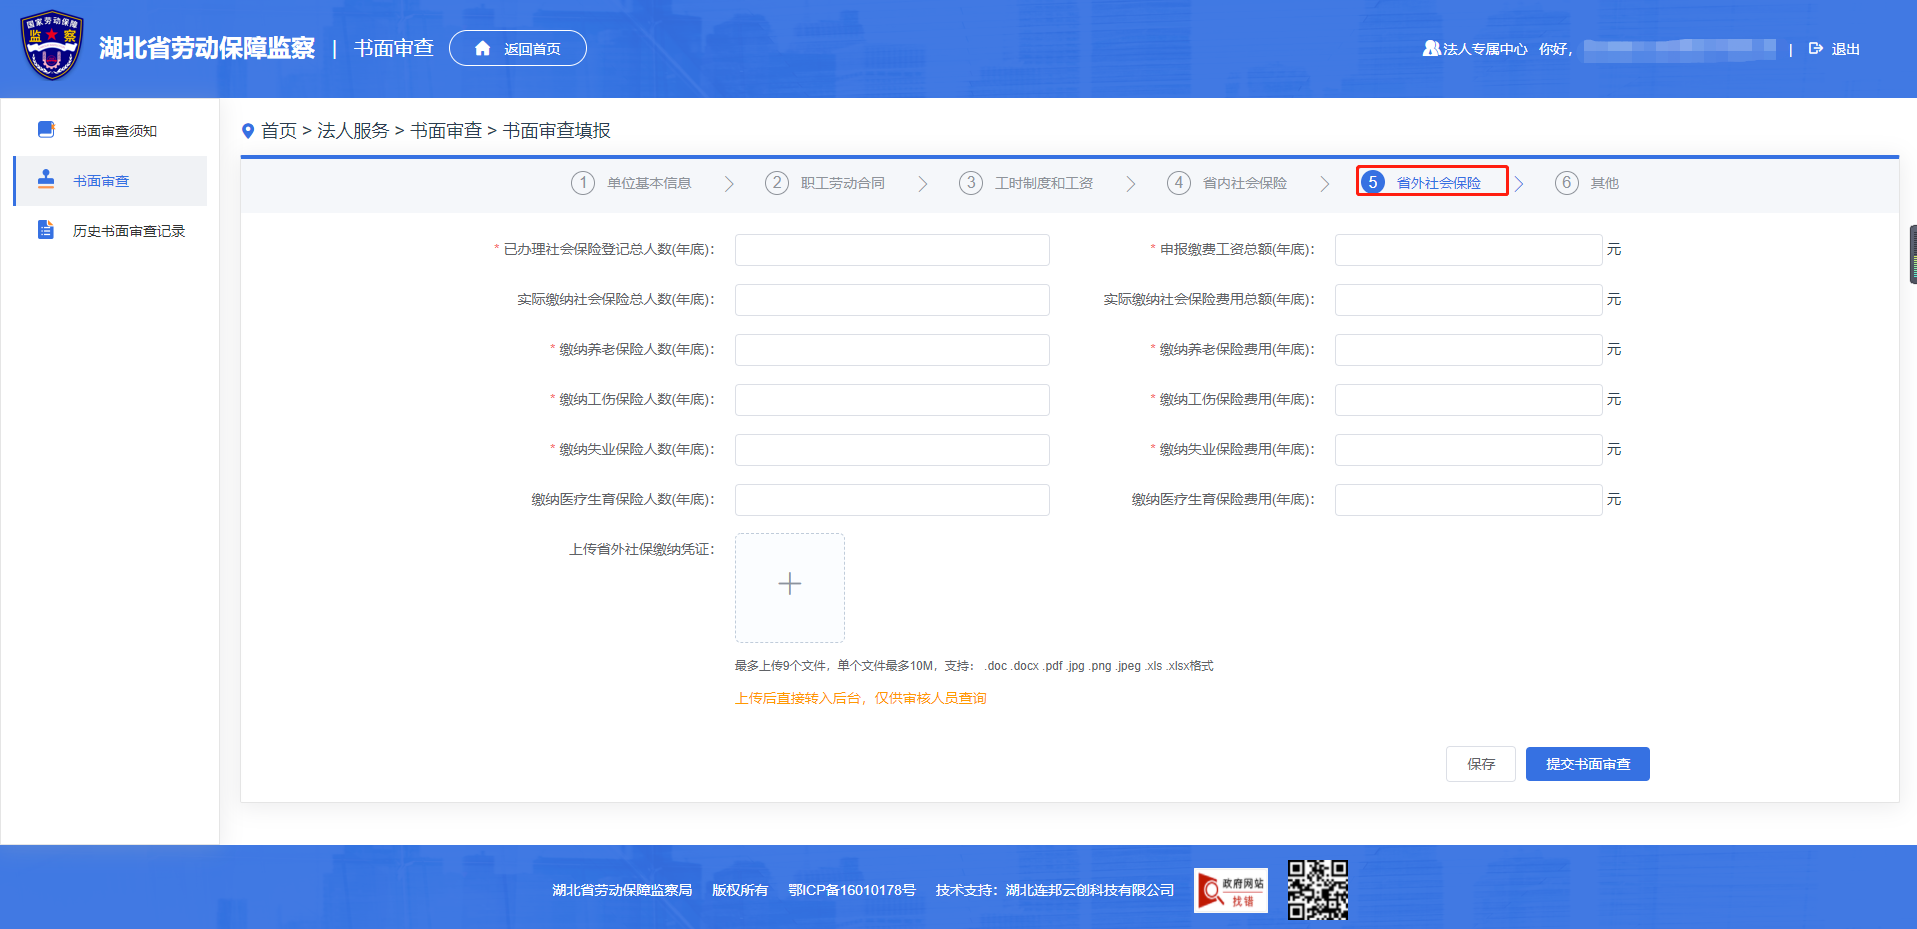 国家劳动保障
监 察
湖北省劳动保障监察 | 书面审查 返回首页
法人专属中心 你好, | 退出
书面审查须知
书面审查
历史书面审查记录
首页 > 法人服务 > 书面审查 > 书面审查填报
1 单位基本信息 2 职工劳动合同 3 工时制度和工资 4 省内社会保险 5 省外社会保险 6 其他
* 已办理社会保险登记总人数(年底): * 申报缴费工资总额(年底): 元
实际缴纳社会保险总人数(年底): 实际缴纳社会保险费用总额(年底): 元
* 缴纳养老保险人数(年底): * 缴纳养老保险费用(年底): 元
* 缴纳工伤保险人数(年底): * 缴纳工伤保险费用(年底): 元
* 缴纳失业保险人数(年底): * 缴纳失业保险费用(年底): 元
缴纳医疗生育保险人数(年底): 缴纳医疗生育保险费用(年底): 元
上传省外社保缴纳凭证:
最多上传9个文件，单个文件最多10M，支持： .doc .docx .pdf .jpg .png .jpeg .xls .xlsx格式
上传后直接转入后台，仅供审核人员查询
保存 提交书面审查
湖北省劳动保障监察局 版权所有 鄂ICP备16010178号 技术支持：湖北连邦云创科技有限公司
政府网站
找错